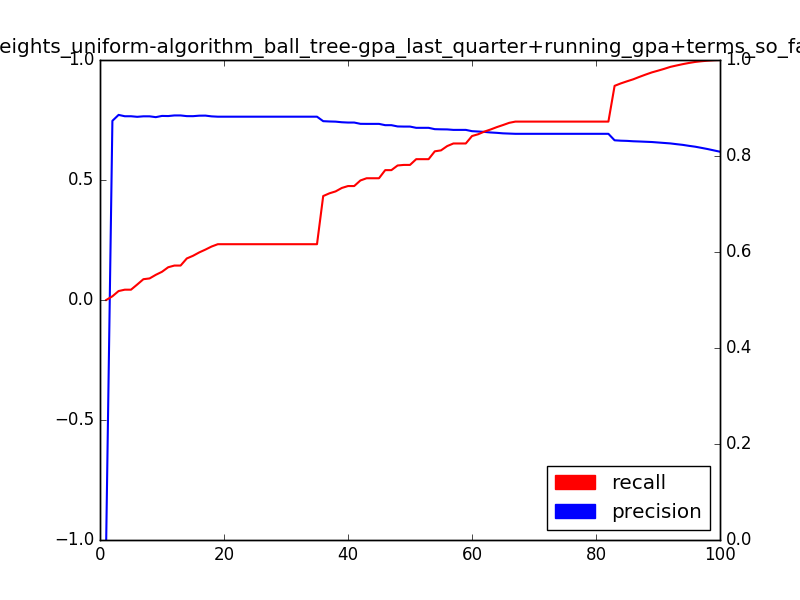 eights_uniform-algorithm_ball_tree-gpa_last_quarter+running_gpa+terms_so_fa
1.0 1.0
0.8
0.5
0.6
0.0
0.4
−0.5
0.2
recall
precision
−1.0 0.0
0 20 40 60 80 100